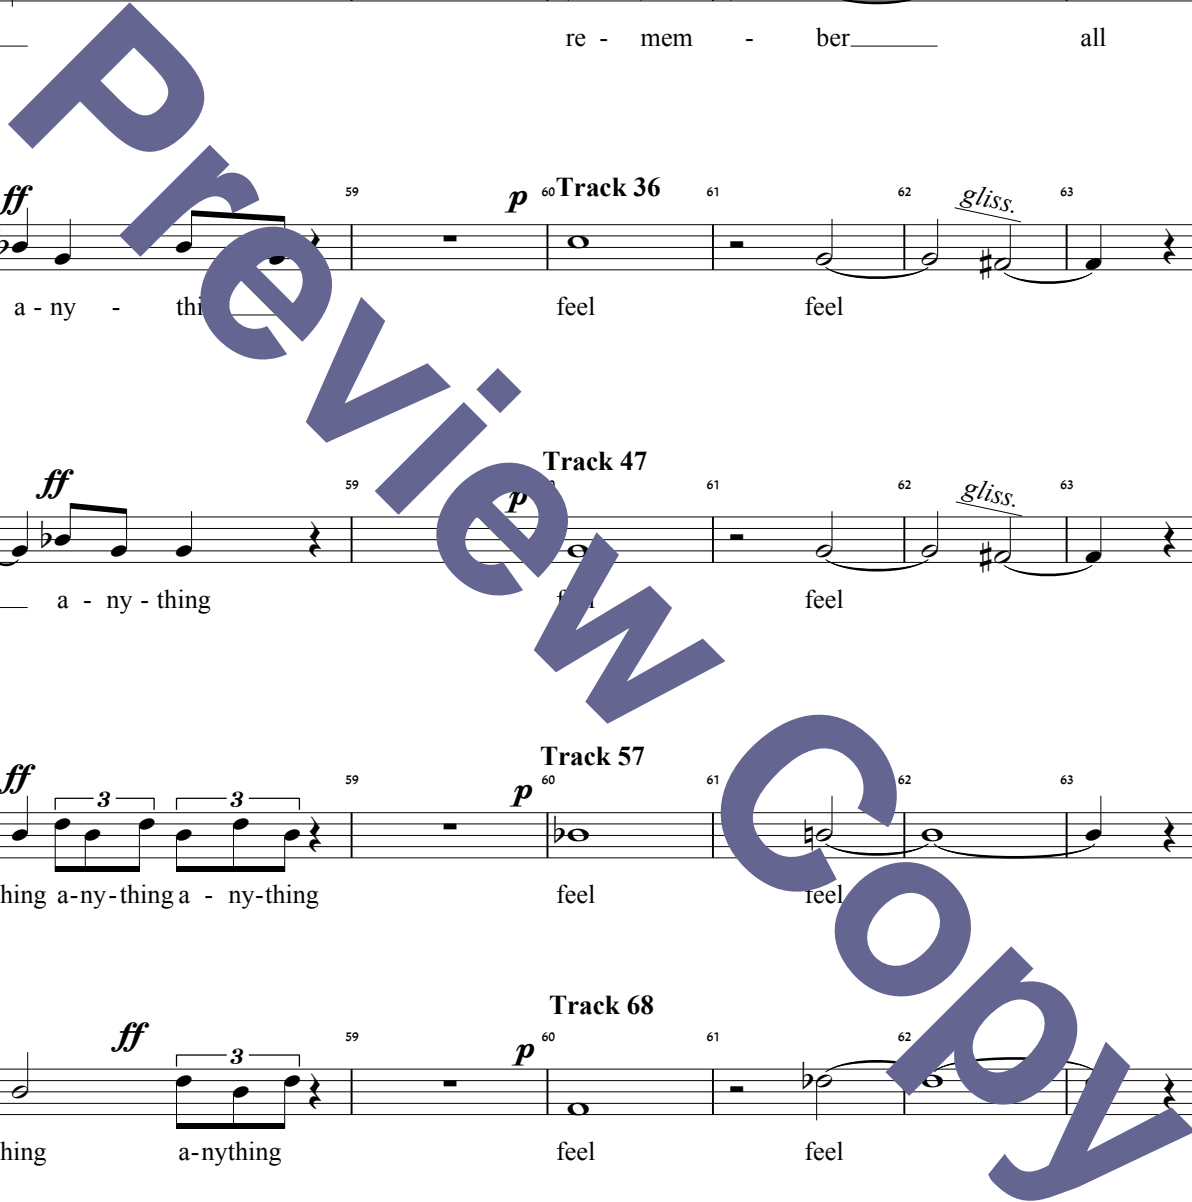 re - mem - ber all
ff 59 p 60 Track 36 61 62 gliss. 63
a - ny - feel feel
Track 47
ff 59 p 61 62 gliss. 63
a - ny - thing feel
Track 57
ff 3 3 59 p 60 61 62 63
hing a-ny-thing a - ny-thing feel feel
Track 68
ff 3 59 p 60 61 62
hing a-nything feel feel
Preview Copy